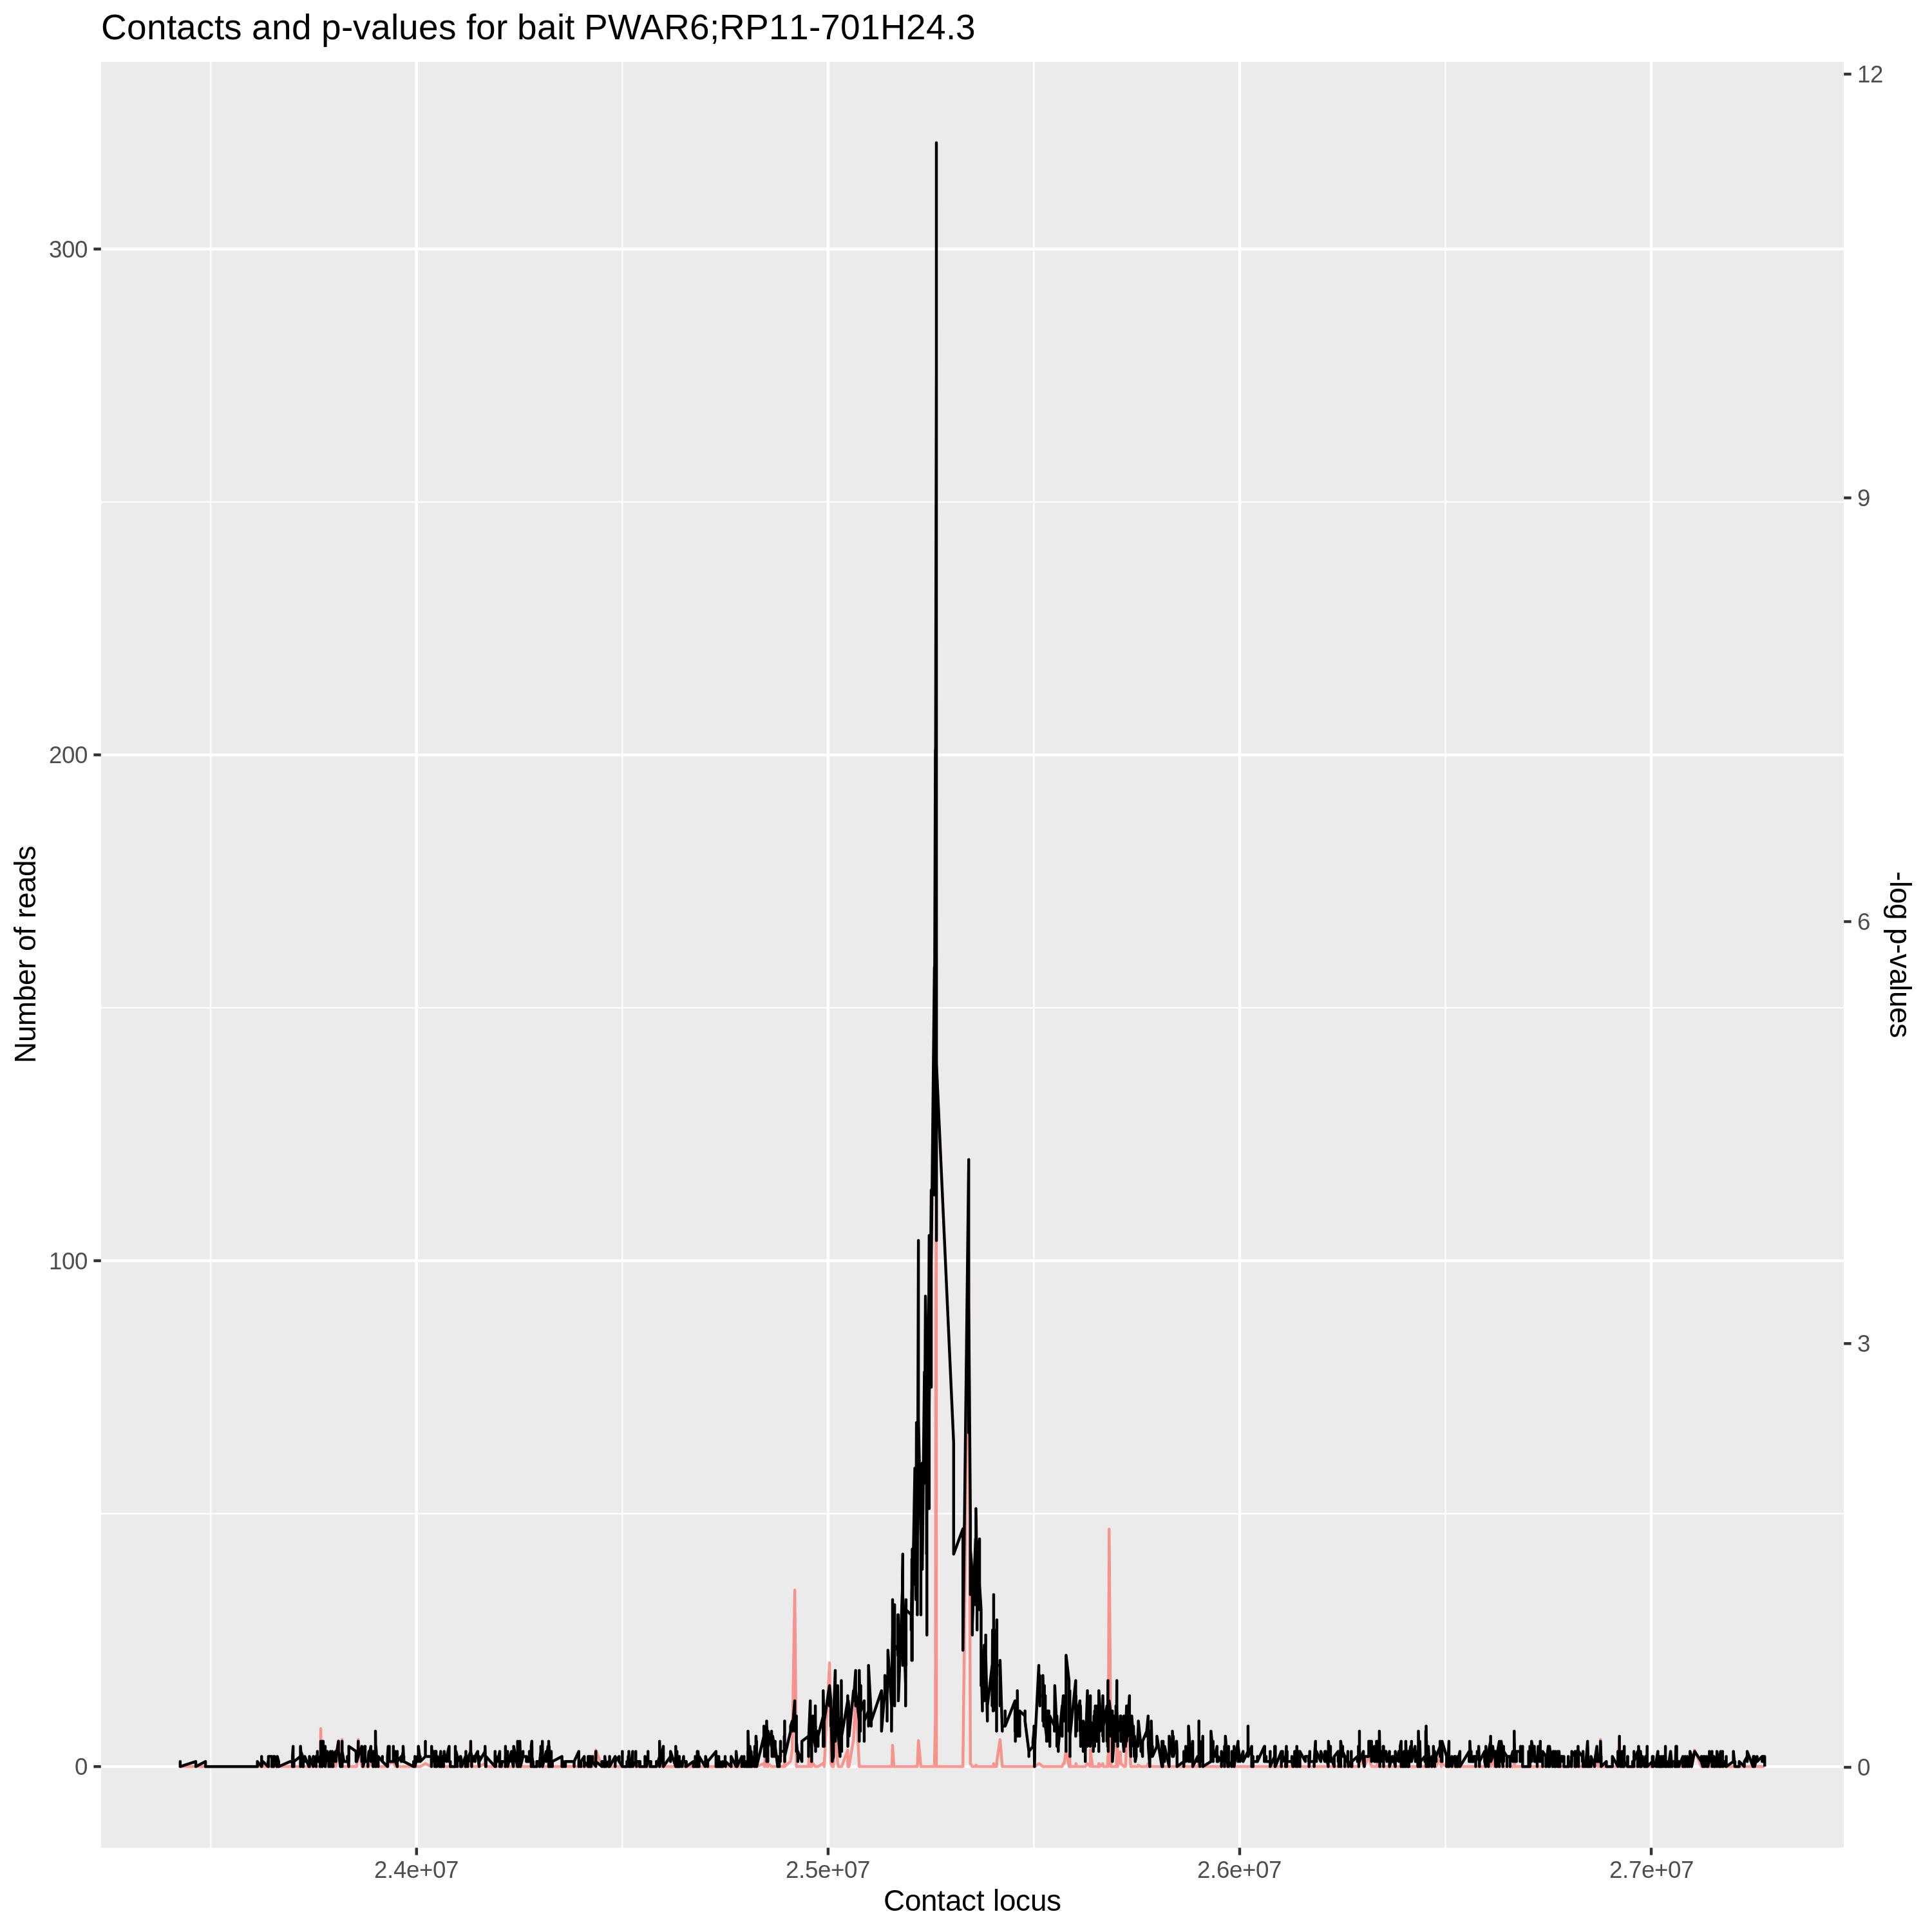 Contacts and p-values for bait PWAR6;RP11-701H24.3
Number of reads
300
200
100
0
12
9
6
3
0
-log p-values
2.4e+07 2.5e+07 2.6e+07 2.7e+07
Contact locus